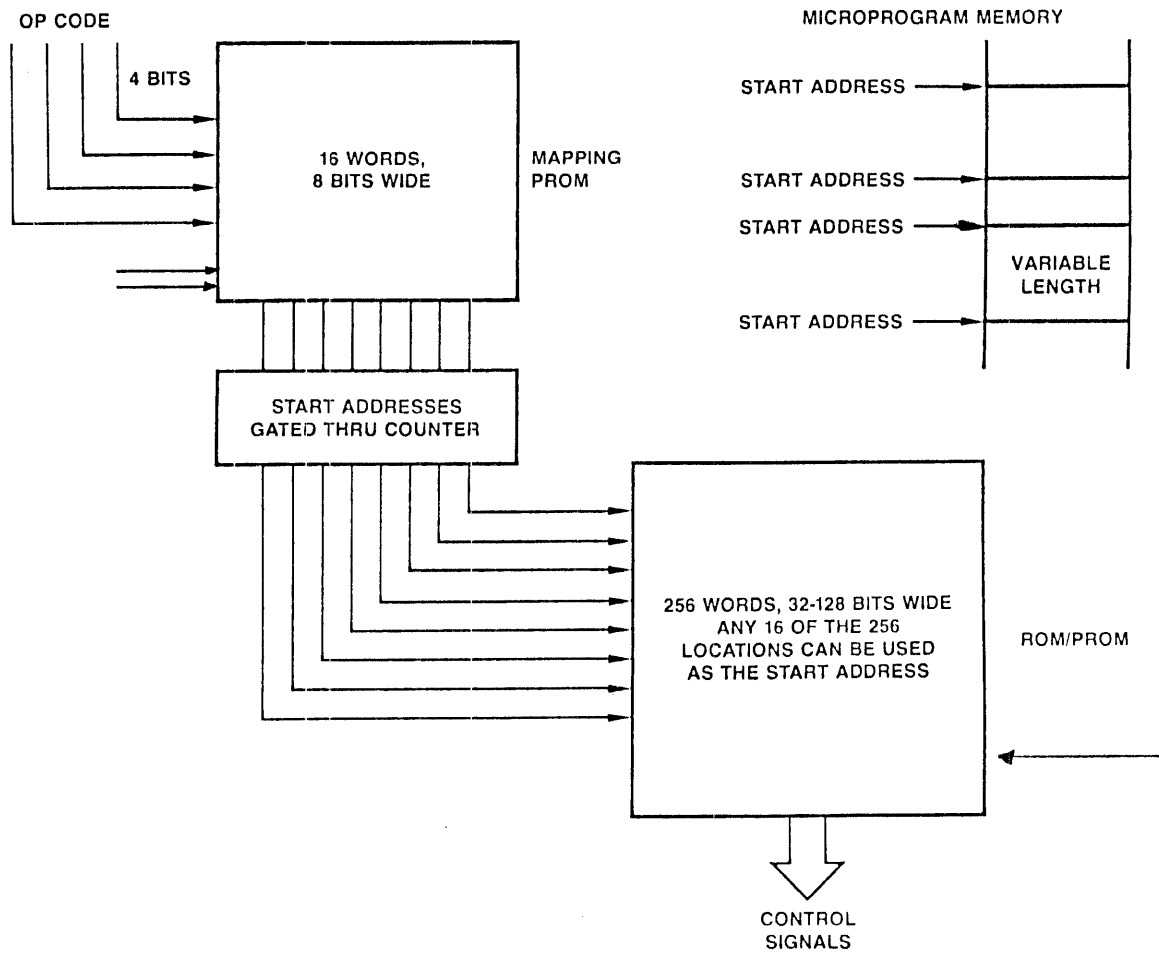 OP CODE
4 BITS
16 WORDS,
8 BITS WIDE
MAPPING
PROM
START ADDRESSES
GATED THRU COUNTER
MICROPROGRAM MEMORY
START ADDRESS
START ADDRESS
START ADDRESS
VARIABLE
LENGTH
START ADDRESS
256 WORDS, 32-128 BITS WIDE
ANY 16 OF THE 256
LOCATIONS CAN BE USED
AS THE START ADDRESS
ROM/PROM
CONTROL
SIGNALS